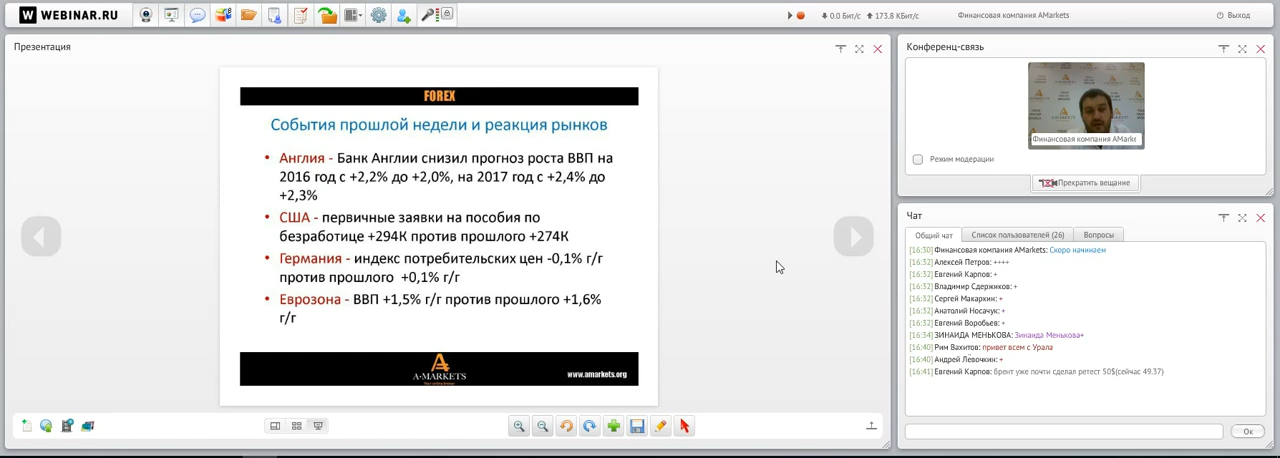 W WEBINAR.RU
0.0 Бит/с
173.8 КБит/с
Финансовая компания AMarkets
Выход
Презентация
FOREX
События прошлой недели и реакция рынков
• Англия - Банк Англии снизил прогноз роста ВВП на
2016 год с +2,2% до +2,0%, на 2017 год с +2,4% до
+2,3%
• США - первичные заявки на пособия по
безработице +294К против прошлого +274К
• Германия - индекс потребительских цен -0,1% г/г
против прошлого +0,1% г/г
• Еврозона - ВВП +1,5% г/г против прошлого +1,6%
г/г
A-MARKETS
Your online broker
www.amarkets.org
Конференц-связь
Финансовая компания AMarke
Режим модерации
Прекратить вещание
Чат
Общий чат
Список пользователей (26)
Вопросы
[16:30] Финансовая компания AMarkets: Скоро начинаем
[16:32] Алексей Петров: ++++
[16:32] Евгений Карпов: +
[16:32] Владимир Сдержиков: +
[16:32] Сергей Макархин: +
[16:32] Анатолий Носачук: +
[16:32] Евгений Воробьев: +
[16:34] ЗИНАИДА МЕНЬКОВА: Зинаида Менькова+
[16:40] Рим Вахитов: привет всем с Урала
[16:40] Андрей Лёвочкин: +
[16:41] Евгений Карпов: брент уже почти сделал ретест 50$(сейчас 49.37)
Ок